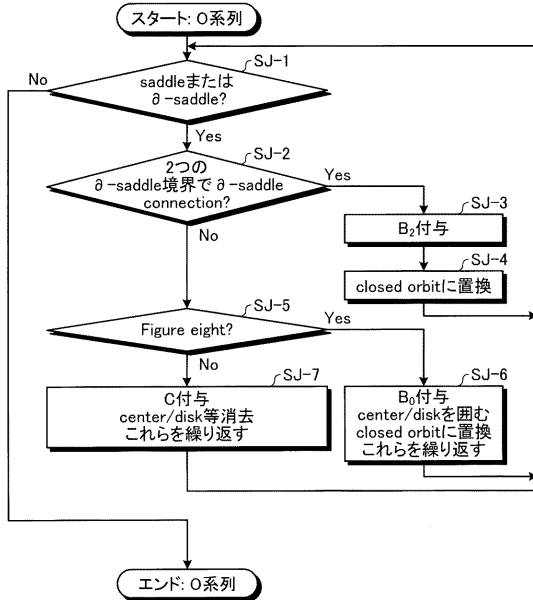 スタート: O系列
SJ-1
saddleまたは
∂-saddle?
No
Yes
SJ-2
2つの
∂-saddle境界で∂-saddle
connection?
Yes
No
SJ-3
B₂付与
SJ-4
closed orbitに置換
SJ-5
Figure eight?
Yes
No
SJ-7
C付与
center/disk等消去
これらを繰り返す
SJ-6
B₀付与
center/diskを囲む
closed orbitに置換
これらを繰り返す
エンド: O系列